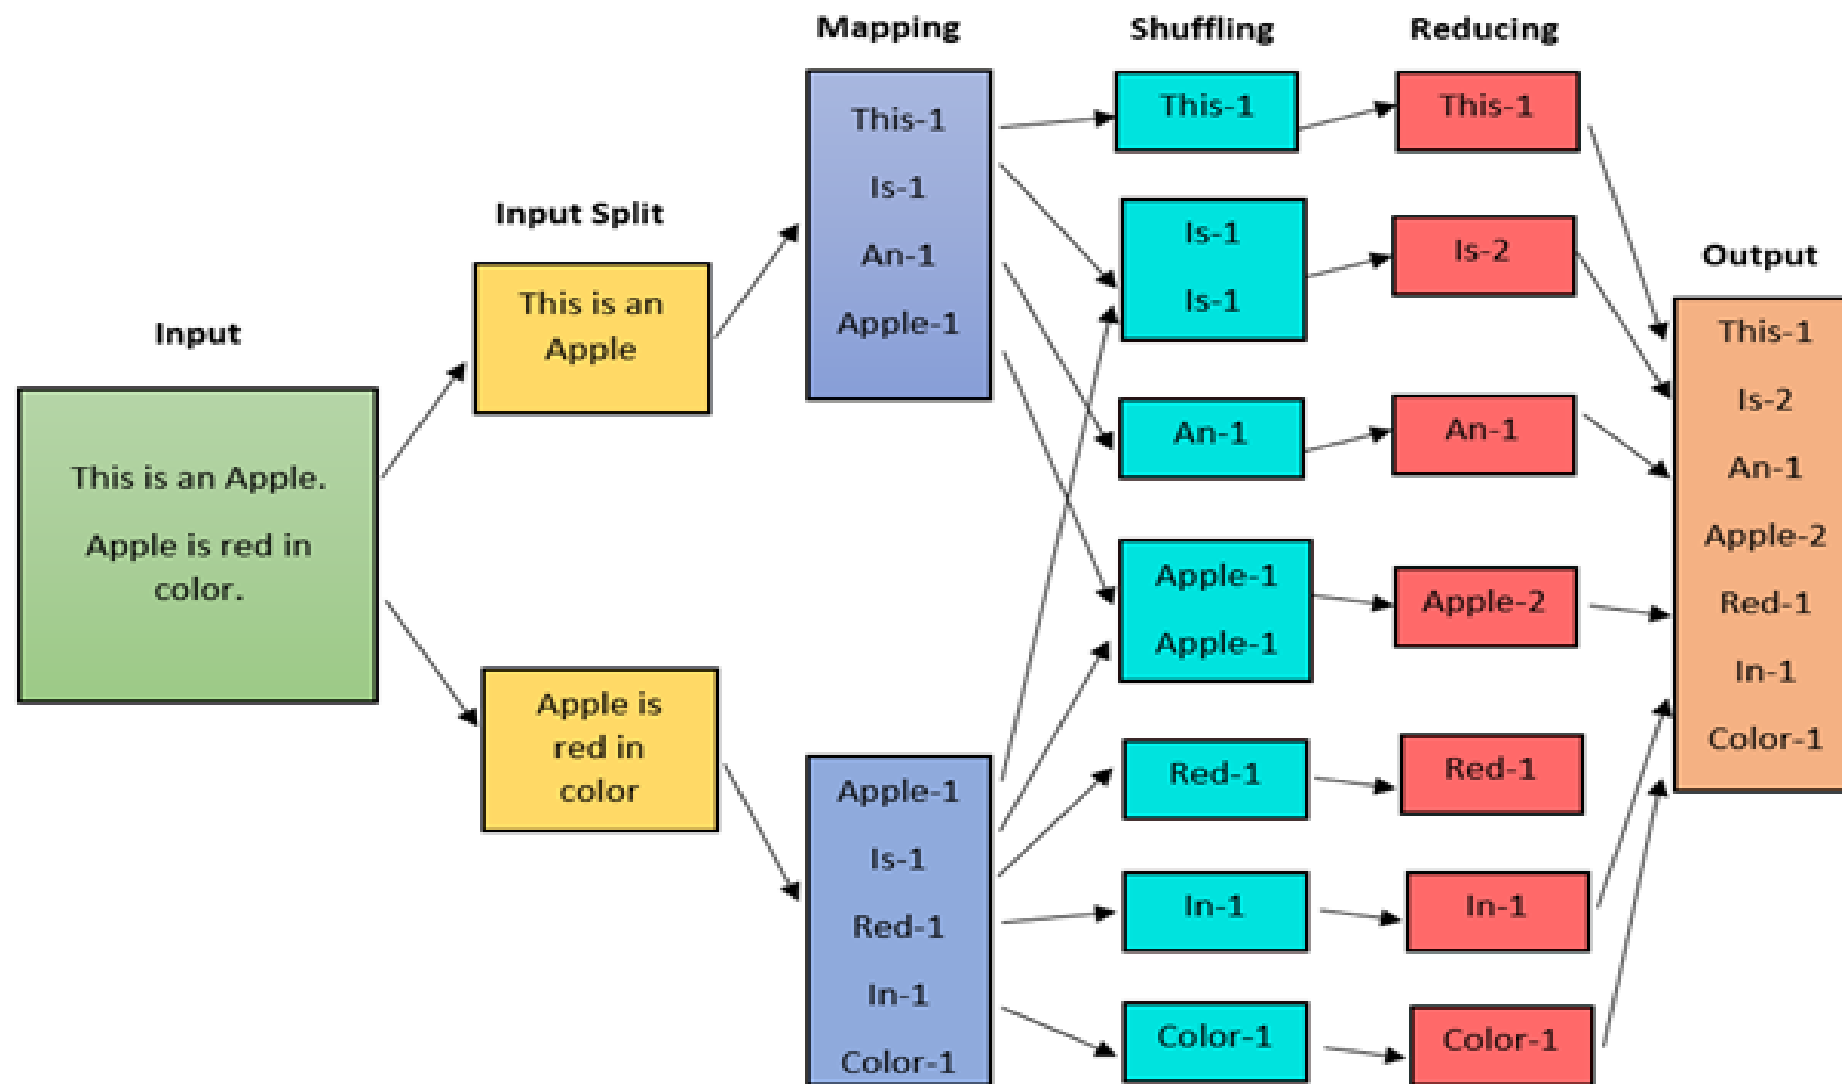 Input
This is an Apple.
Apple is red in
color.
Input Split
This is an
Apple
Apple is
red in
color
Mapping
This-1
Is-1
An-1
Apple-1
Apple-1
Is-1
Red-1
In-1
Color-1
Shuffling
This-1
Is-1
Is-1
An-1
Apple-1
Apple-1
Red-1
In-1
Color-1
Reducing
This-1
Is-2
An-1
Apple-2
Red-1
In-1
Color-1
Output
This-1
Is-2
An-1
Apple-2
Red-1
In-1
Color-1